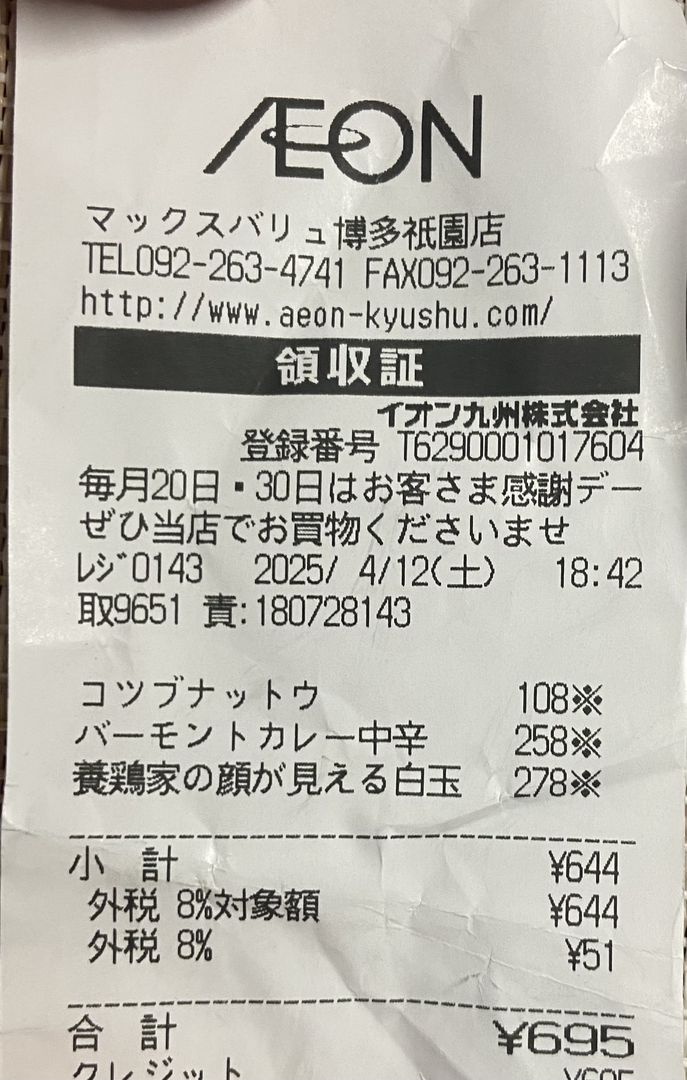 ÆON
マックスバリュ博多祇園店
TEL092-263-4741 FAX092-263-1113
http://www.aeon-kyushu.com/
領収証
イオン九州株式会社
登録番号 T6290001017604
毎月20日・30日はお客さま感謝デー
ぜひ当店でお買物くださいませ
レジ0143 2025/ 4/12(土) 18:42
取9651 責:180728143
コツブナットウ 108※
バーモントカレー中辛 258※
養鶏家の顔が見える白玉 278※
小 計 ¥644
外税 8%対象額 ¥644
外税 8% ¥51
合 計 ¥695
クレジット ¥695